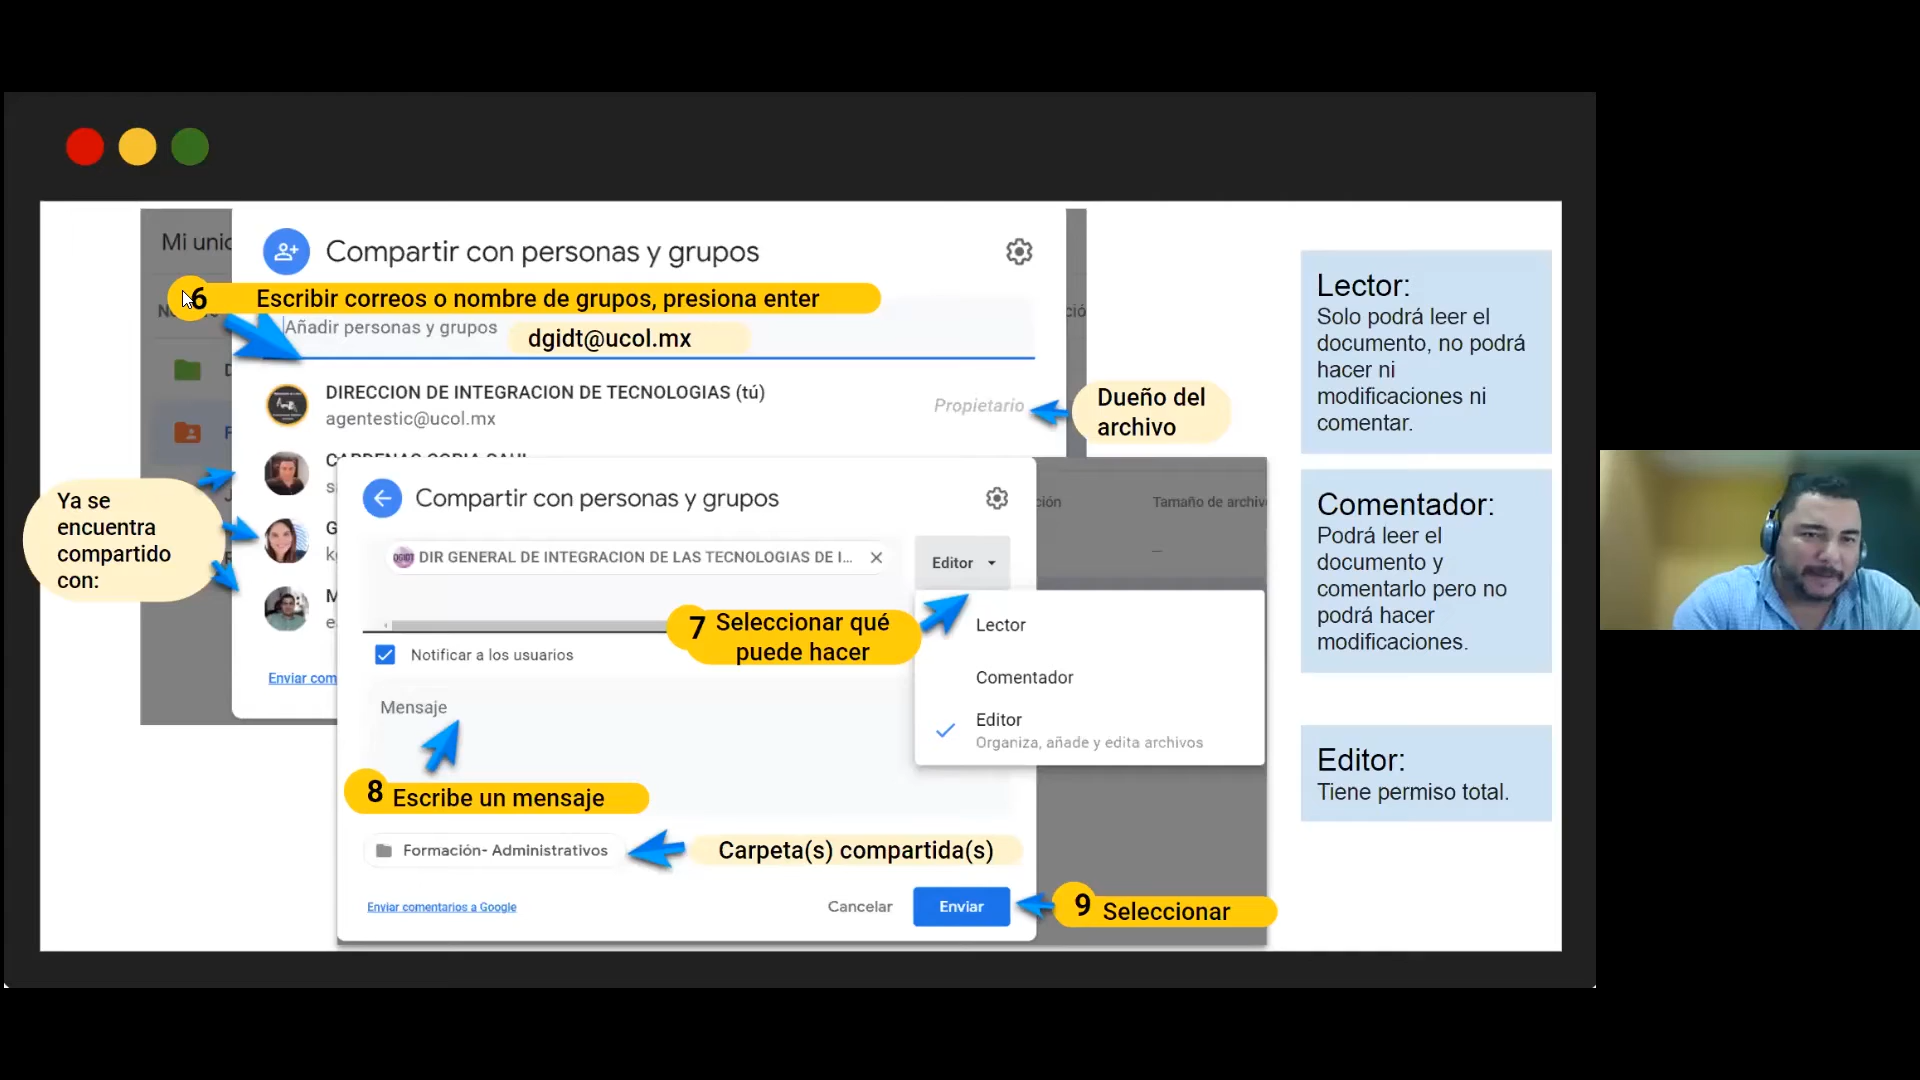 Mi unic
Compartir con personas y grupos
6 Escribir correos o nombre de grupos, presiona enter
Añadir personas y grupos
dgidt@ucol.mx
DIRECCION DE INTEGRACION DE TECNOLOGIAS (tú)
agentestic@ucol.mx
Propietario
Dueño del
archivo
Ya se
encuentra
compartido
con:
Enviar com
Compartir con personas y grupos
DIR GENERAL DE INTEGRACION DE LAS TECNOLOGIAS DE I...
Editor
ción
Tamaño de archiv
7 Seleccionar qué
puede hacer
Lector
Comentador
Editor
Organiza, añade y edita archivos
Notificar a los usuarios
Mensaje
8 Escribe un mensaje
Formación- Administrativos
Carpeta(s) compartida(s)
Enviar comentarios a Google
Cancelar
Enviar
9 Seleccionar
Lector:
Solo podrá leer el
documento, no podrá
hacer ni
modificaciones ni
comentar.
Comentador:
Podrá leer el
documento y
comentarlo pero no
podrá hacer
modificaciones.
Editor:
Tiene permiso total.